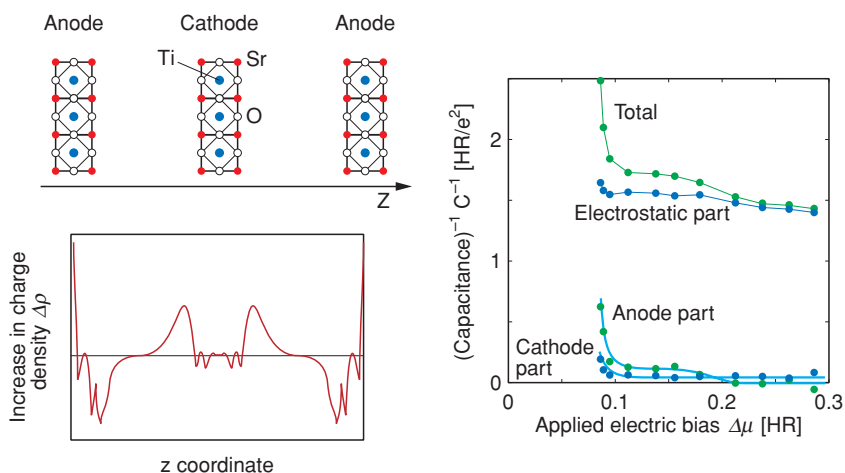 Anode Cathode Anode
Ti Sr
O
Z
Increase in charge
density Δρ
z coordinate
(Capacitance)⁻¹ C⁻¹ [HR/e²]
2
1
0
Total
Electrostatic part
Anode part
Cathode
part
0 0.1 0.2 0.3
Applied electric bias Δμ [HR]